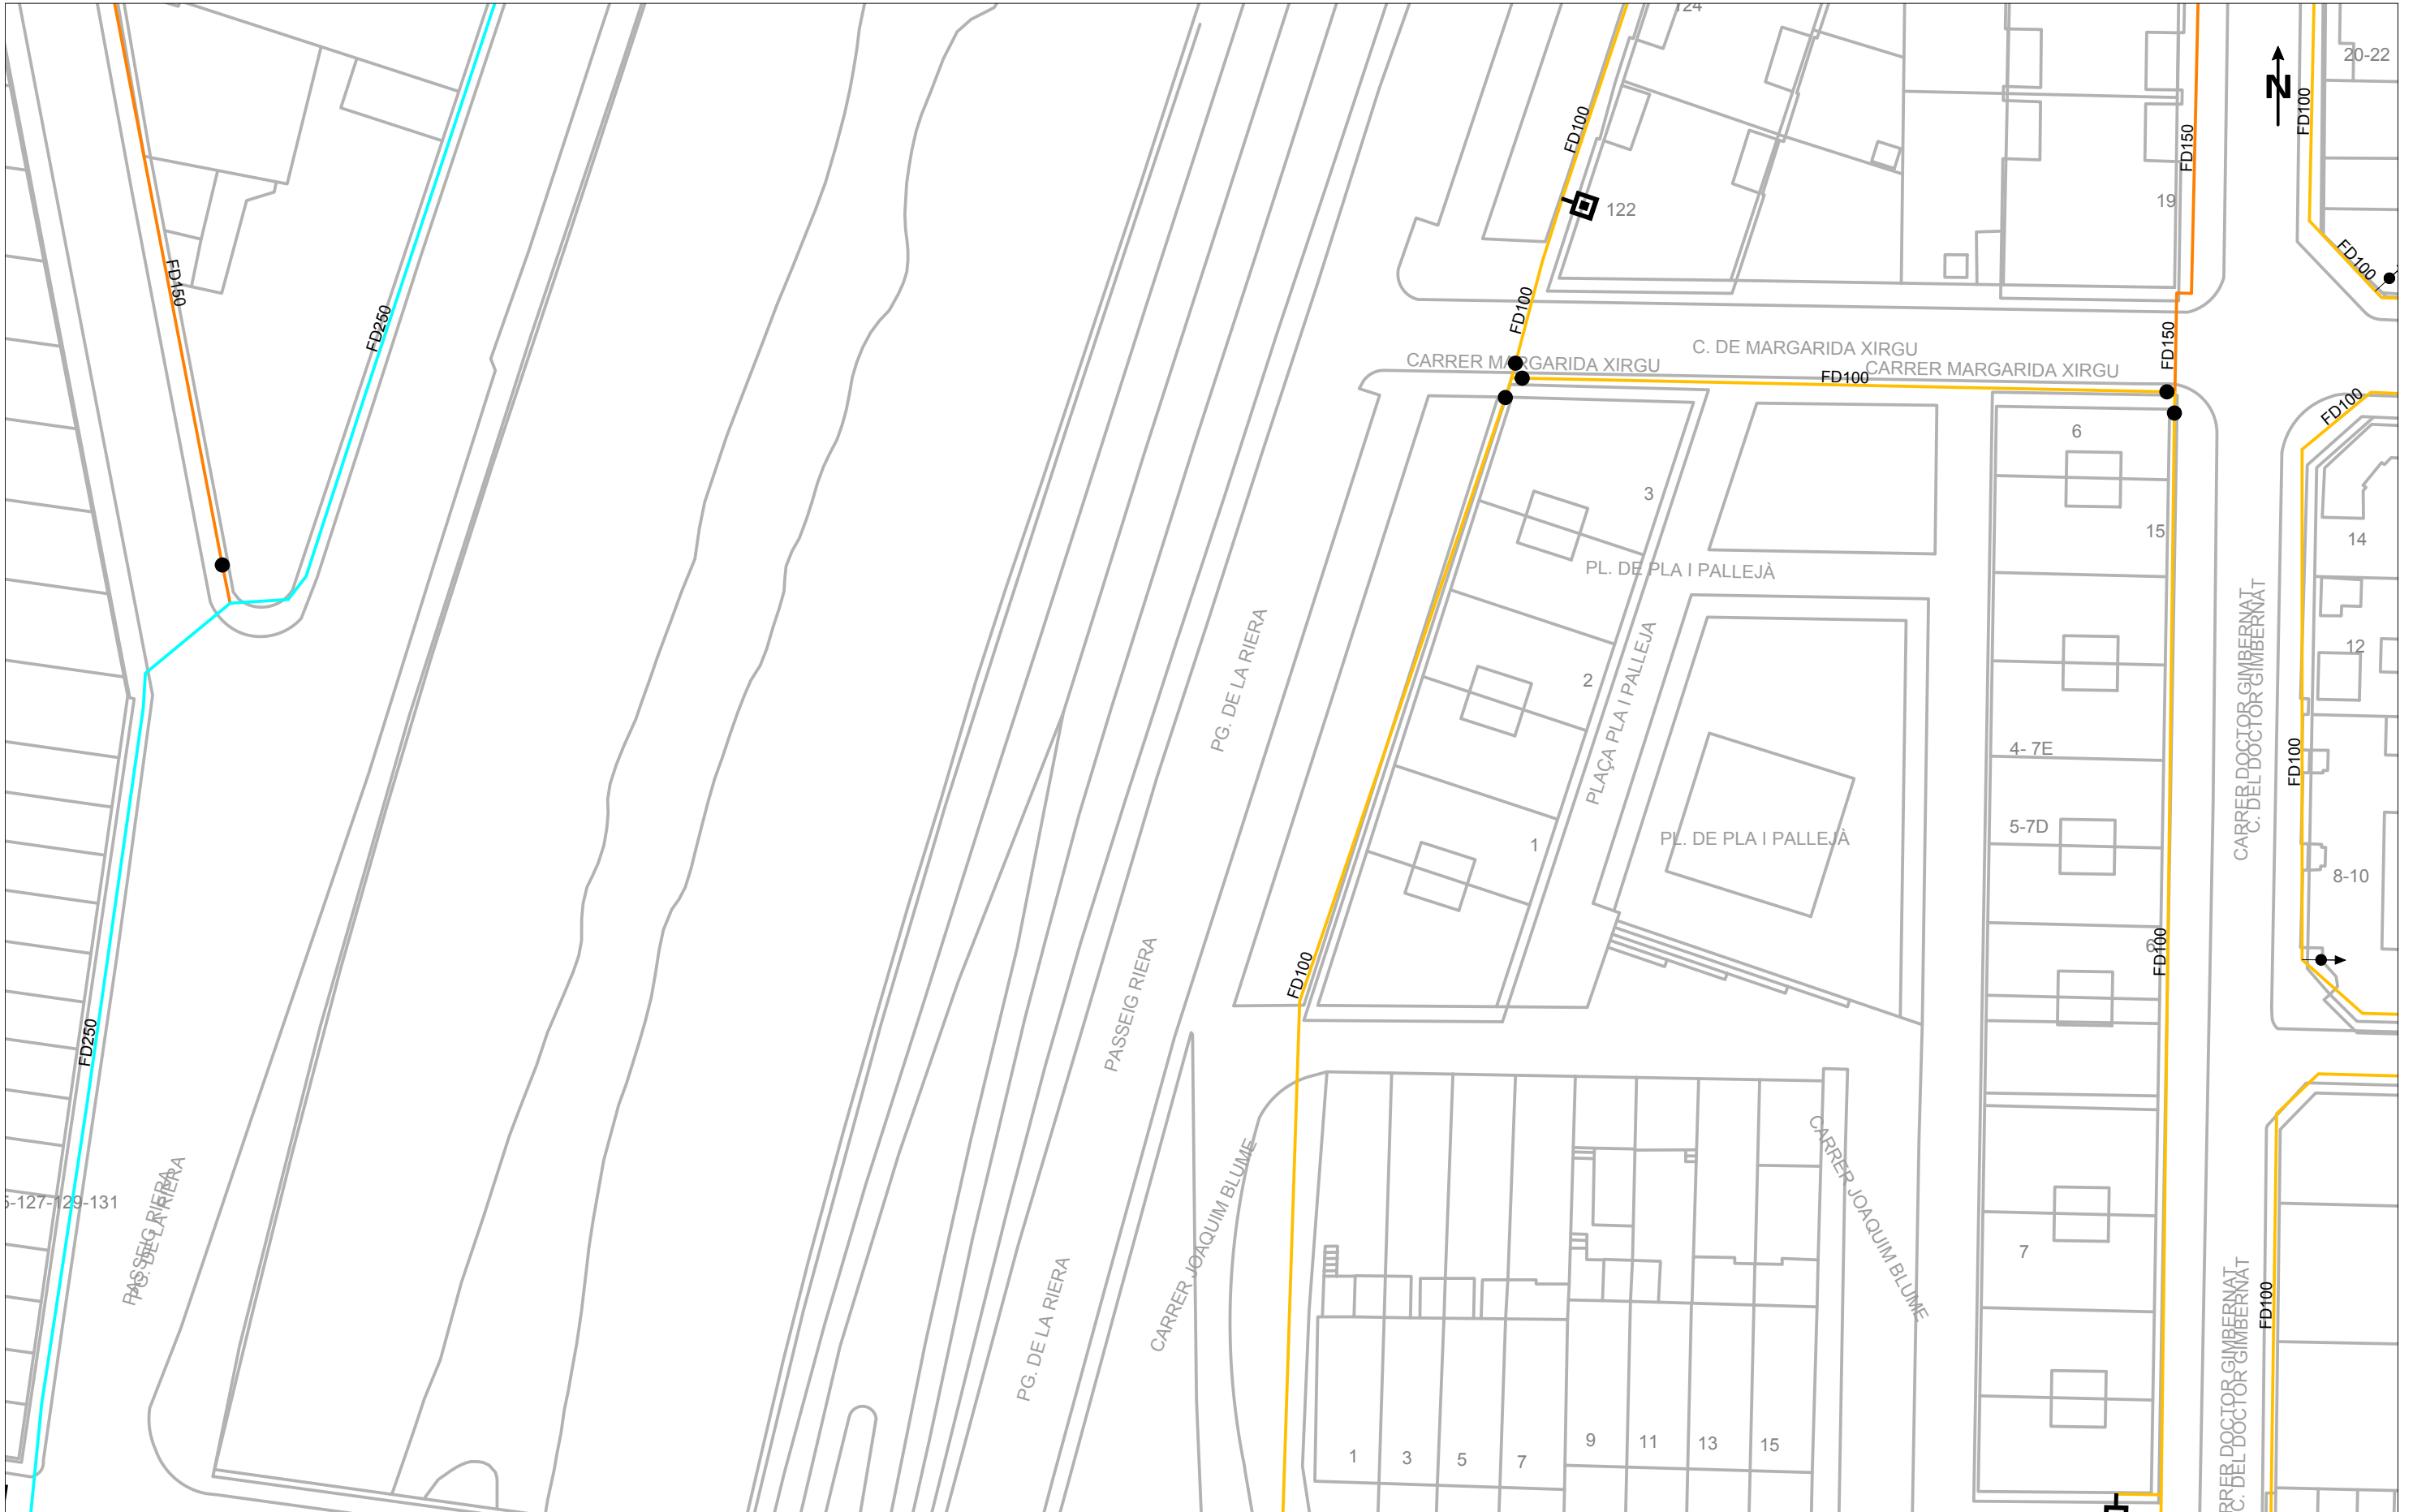 124
20-22
N
FD100
FD100
FD150
19
122
FD100
FD150
FD250
FD100
FD150
C. DE MARGARIDA XIRGU
CARRER MARGARIDA XIRGU
CARRER MARGARIDA XIRGU
FD100
FD100
6
3
15
14
PL. DE PLA I PALLEJÀ
CARRER DOCTOR GIMBERNAT
C. DEL DOCTOR GIMBERNAT
PG. DE LA RIERA
PLAÇA PLA I PALLEJA
12
2
4- 7E
FD100
5-7D
PL. DE PLA I PALLEJÀ
1
8-10
6
FD100
FD100
PASSEIG RIERA
FD250
CARRER JOAQUIM BLUME
CARRER JOAQUIM BLUME
5-127-129-131
PASSEIG RIERA
PG. DE LA RIERA
7
FD100
PG. DE LA RIERA
RRER DOCTOR GIMBERNAT
C. DEL DOCTOR GIMBERNAT
1
3
5
7
9
11
13
15